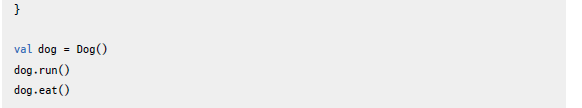 }
val dog = Dog()
dog.run()
dog.eat()